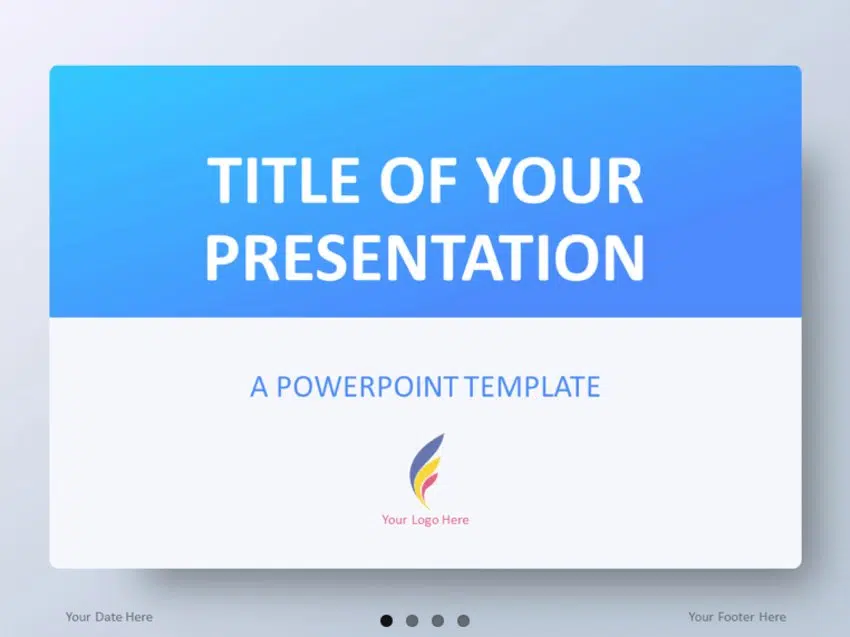 TITLE OF YOUR
PRESENTATION
A POWERPOINT TEMPLATE
Your Logo Here
Your Date Here
Your Footer Here